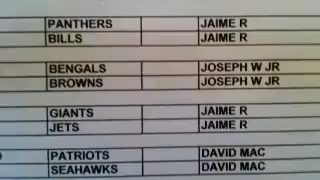 PANTHERS JAIME R
BILLS JAIME R
BENGALS JOSEPH W JR
BROWNS JOSEPH W JR
GIANTS JAIME R
JETS JAIME R
PATRIOTS DAVID MAC
SEAHAWKS DAVID MAC